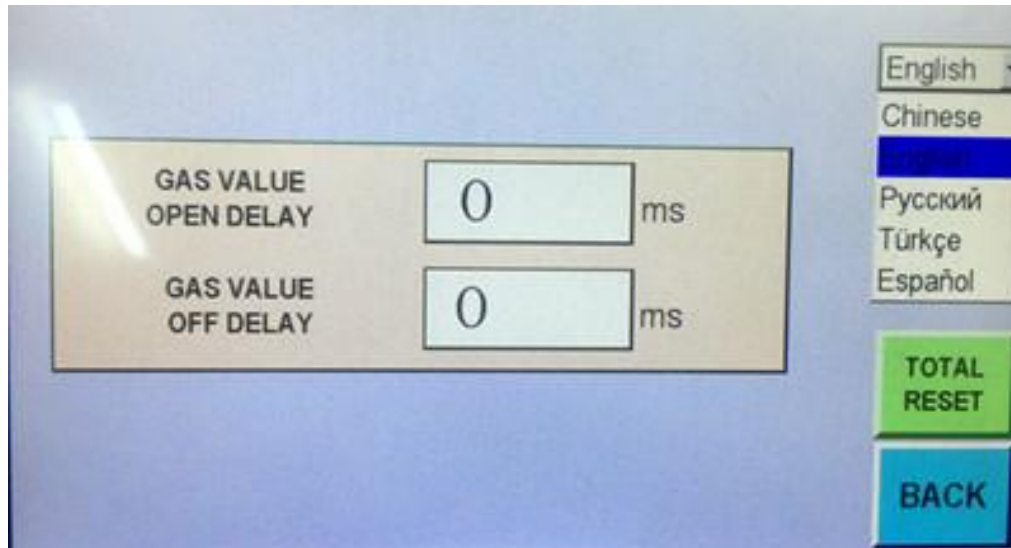 English
Chinese
English
Русский
Türkçe
Español
GAS VALUE
OPEN DELAY
0
ms
GAS VALUE
OFF DELAY
0
ms
TOTAL
RESET
BACK